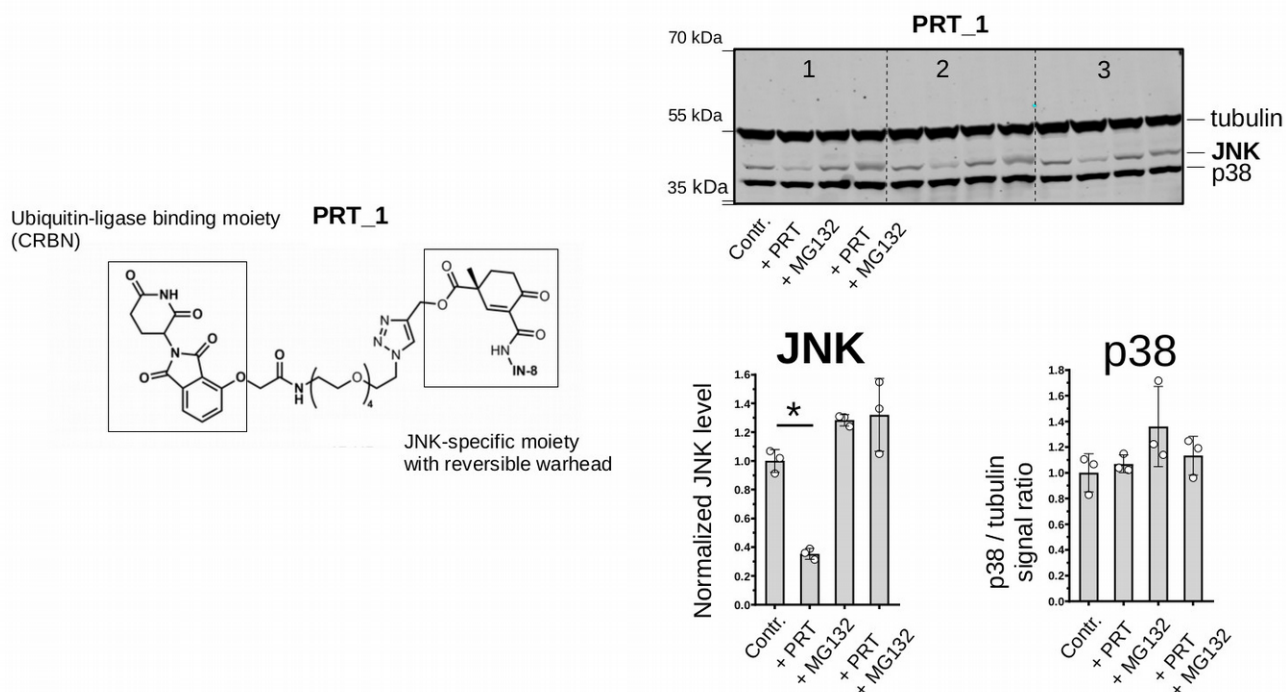 Ubiquitin-ligase binding moiety
(CRBN)
PRT_1
O
NH
O
N
O
O
O
O
N
H
O
4
N
N
N
O
O
O
O
HN
IN-8
JNK-specific moiety
with reversible warhead
PRT_1
70 kDa
55 kDa
35 kDa
1
2
3
tubulin
JNK
p38
Contr.
+ PRT
+ MG132
+ PRT
+ MG132
JNK
Normalized JNK level
1.6
1.4
1.2
1.0
0.8
0.6
0.4
0.2
0.0
*
Contr.
+ PRT
+ MG132
+ PRT
+ MG132
p38
p38 / tubulin
signal ratio
1.8
1.6
1.4
1.2
1.0
0.8
0.6
0.4
0.2
0.0
Contr.
+ PRT
+ MG132
+ PRT
+ MG132